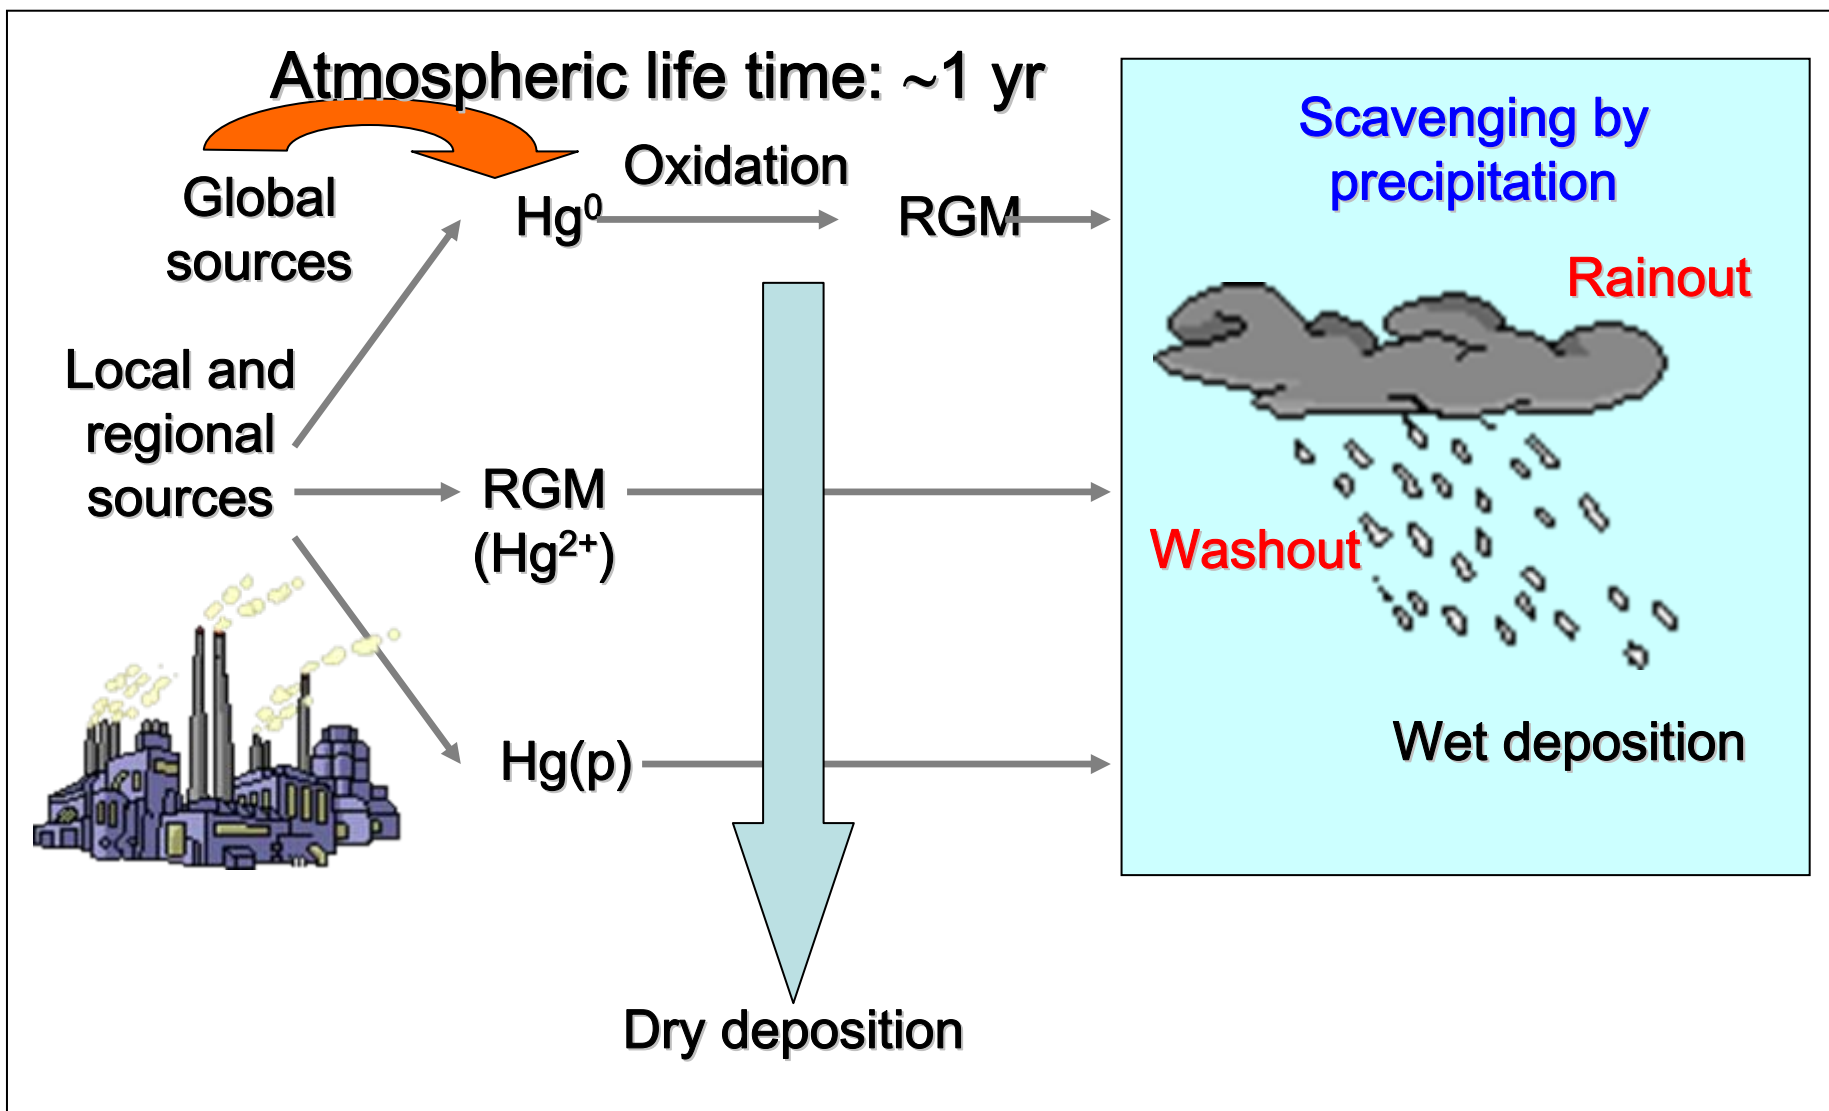 Atmospheric life time: ~1 yr
Global
sources
Hg⁰
Oxidation
RGM
Local and
regional
sources
RGM
(Hg²⁺)
Hg(p)
Dry deposition
Scavenging by
precipitation
Rainout
Washout
Wet deposition